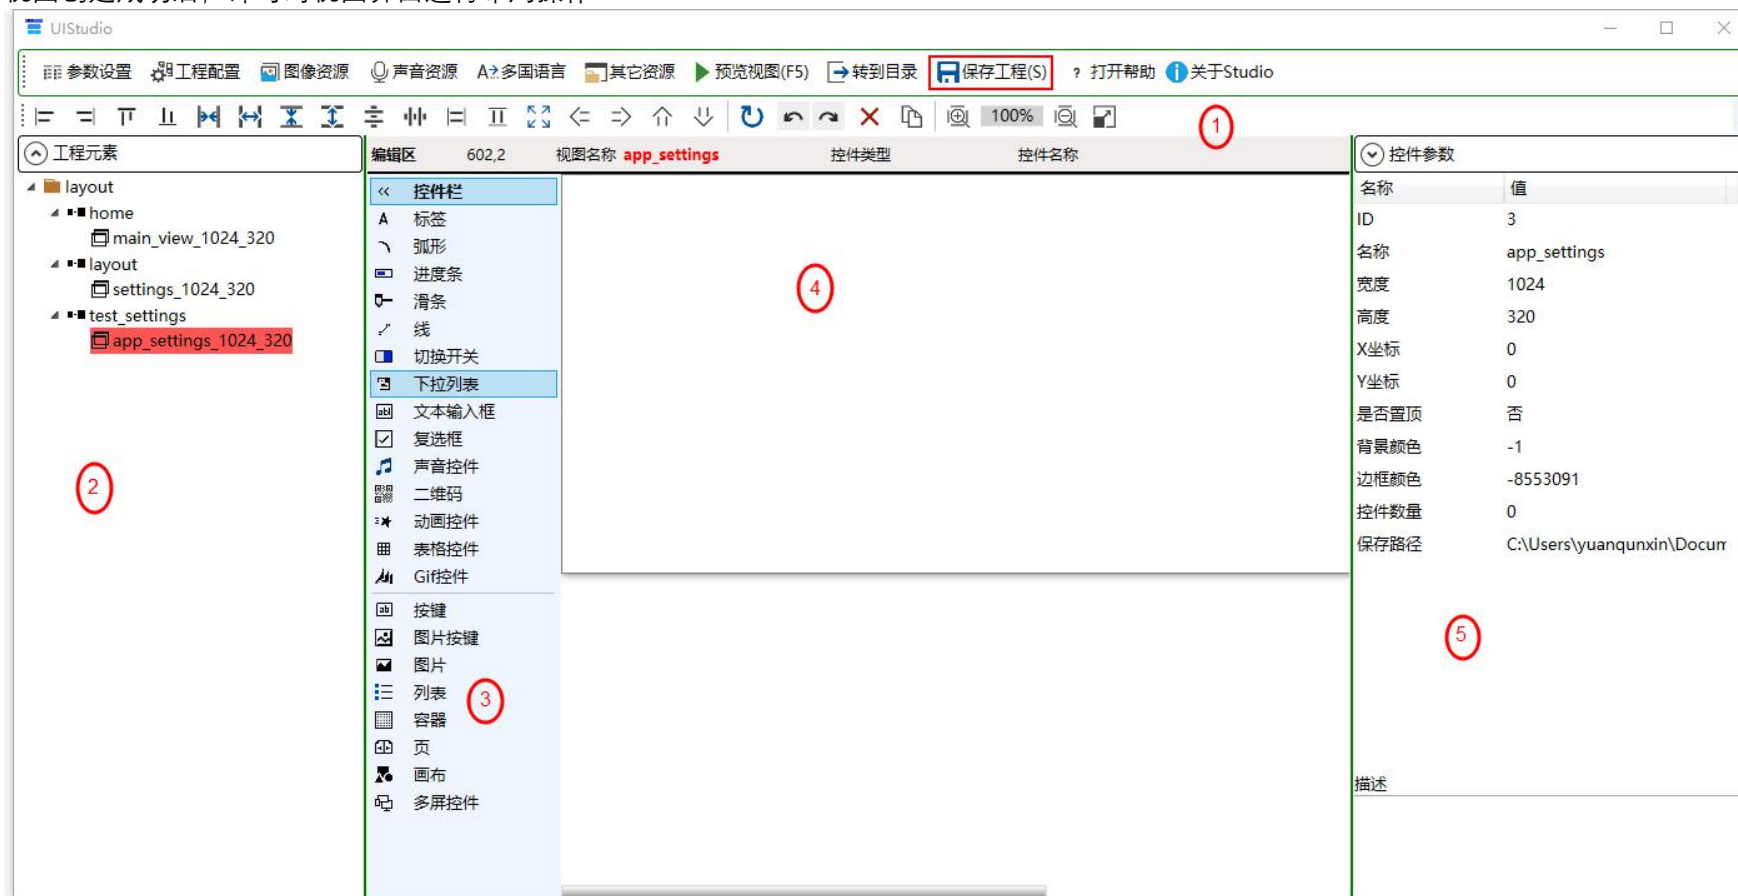 UIStudio
参数设置 工程配置 图像资源 声音资源 A 多国语言 其它资源 预览视图(F5) 转到目录 保存工程(S) ? 打开帮助 关于Studio
100%
1
工程元素
layout
home
main_view_1024_320
layout
settings_1024_320
test_settings
app_settings_1024_320
2
编辑区 602,2 视图名称 app_settings 控件类型 控件名称
控件栏
标签
弧形
进度条
滑条
线
切换开关
下拉列表
文本输入框
复选框
声音控件
二维码
动画控件
表格控件
Gif控件
按键
图片按键
图片
列表
容器
页
画布
多屏控件
3
4
控件参数
名称 值
ID 3
名称 app_settings
宽度 1024
高度 320
X坐标 0
Y坐标 0
是否置顶 否
背景颜色 -1
边框颜色 -8553091
控件数量 0
保存路径 C:\Users\yuanqunxin\Docum
5
描述